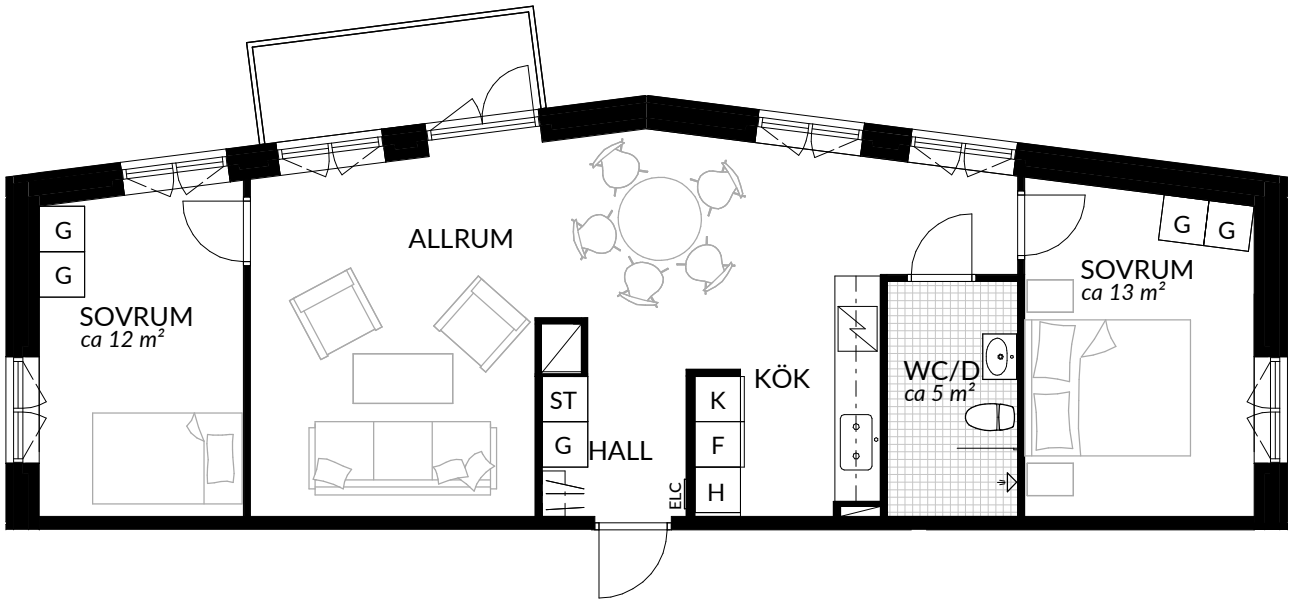 G
G
SOVRUM
ca 12 m²
ALLRUM
ST
G
HALL
ELC
K
F
H
KÖK
WC/D
ca 5 m²
SOVRUM
ca 13 m²
G
G